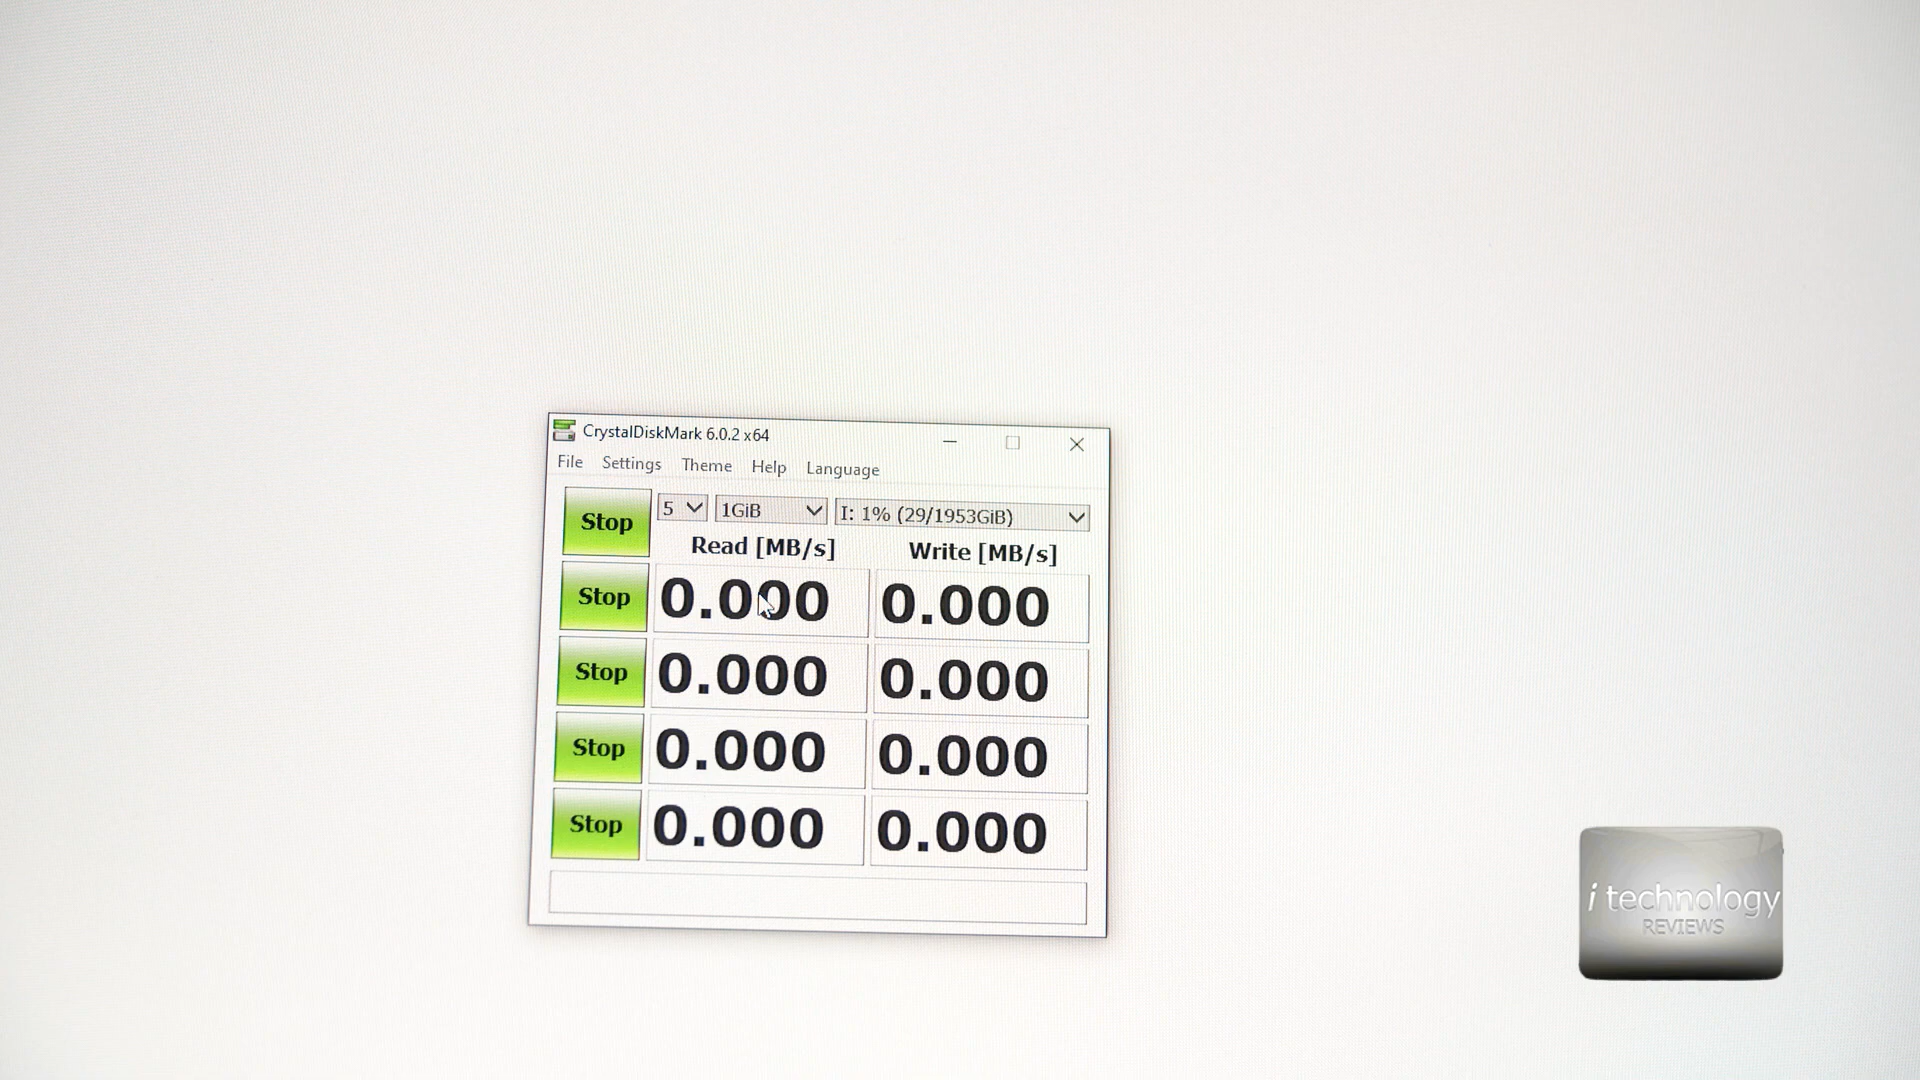 CrystalDiskMark 6.0.2 x64
File Settings Theme Help Language
Stop 5 1GiB I: 1% (29/1953GiB)
Read [MB/s] Write [MB/s]
Stop 0.000 0.000
Stop 0.000 0.000
Stop 0.000 0.000
Stop 0.000 0.000
i technology
REVIEWS